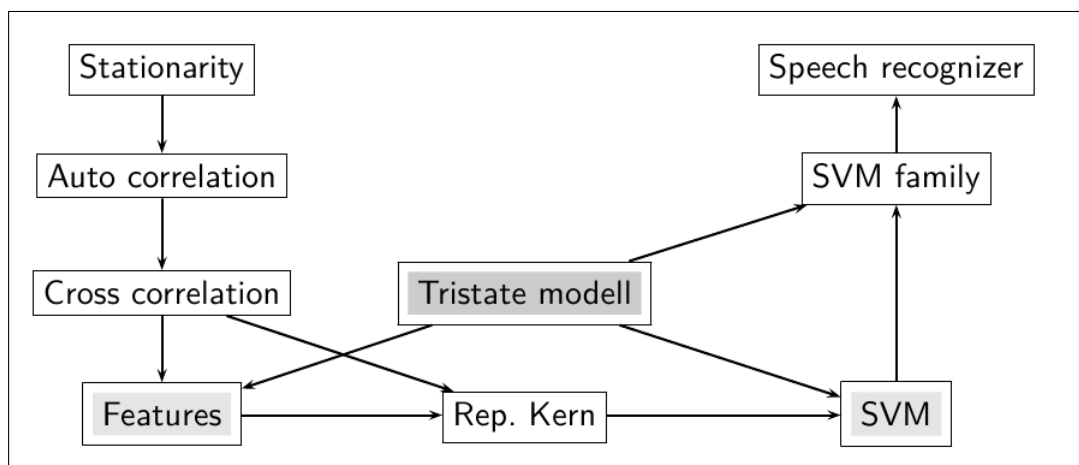 Stationarity
Speech recognizer
Auto correlation
SVM family
Cross correlation
Tristate modell
Features
Rep. Kern
SVM